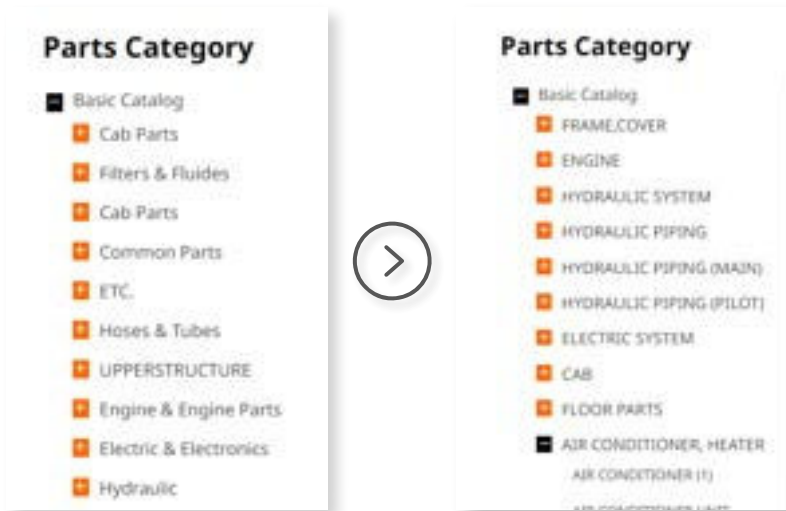 Parts Category
Basic Catalog
Cab Parts
Filters & Fluides
Cab Parts
Common Parts
ETC.
Hoses & Tubes
UPPERSTRUCTURE
Engine & Engine Parts
Electric & Electronics
Hydraulic
Parts Category
Basic Catalog
FRAME,COVER
ENGINE
HYDRAULIC SYSTEM
HYDRAULIC PIPING
HYDRAULIC PIPING (MAIN)
HYDRAULIC PIPING (PILOT)
ELECTRIC SYSTEM
CAB
FLOOR PARTS
AIR CONDITIONER, HEATER
AIR CONDITIONER (1)